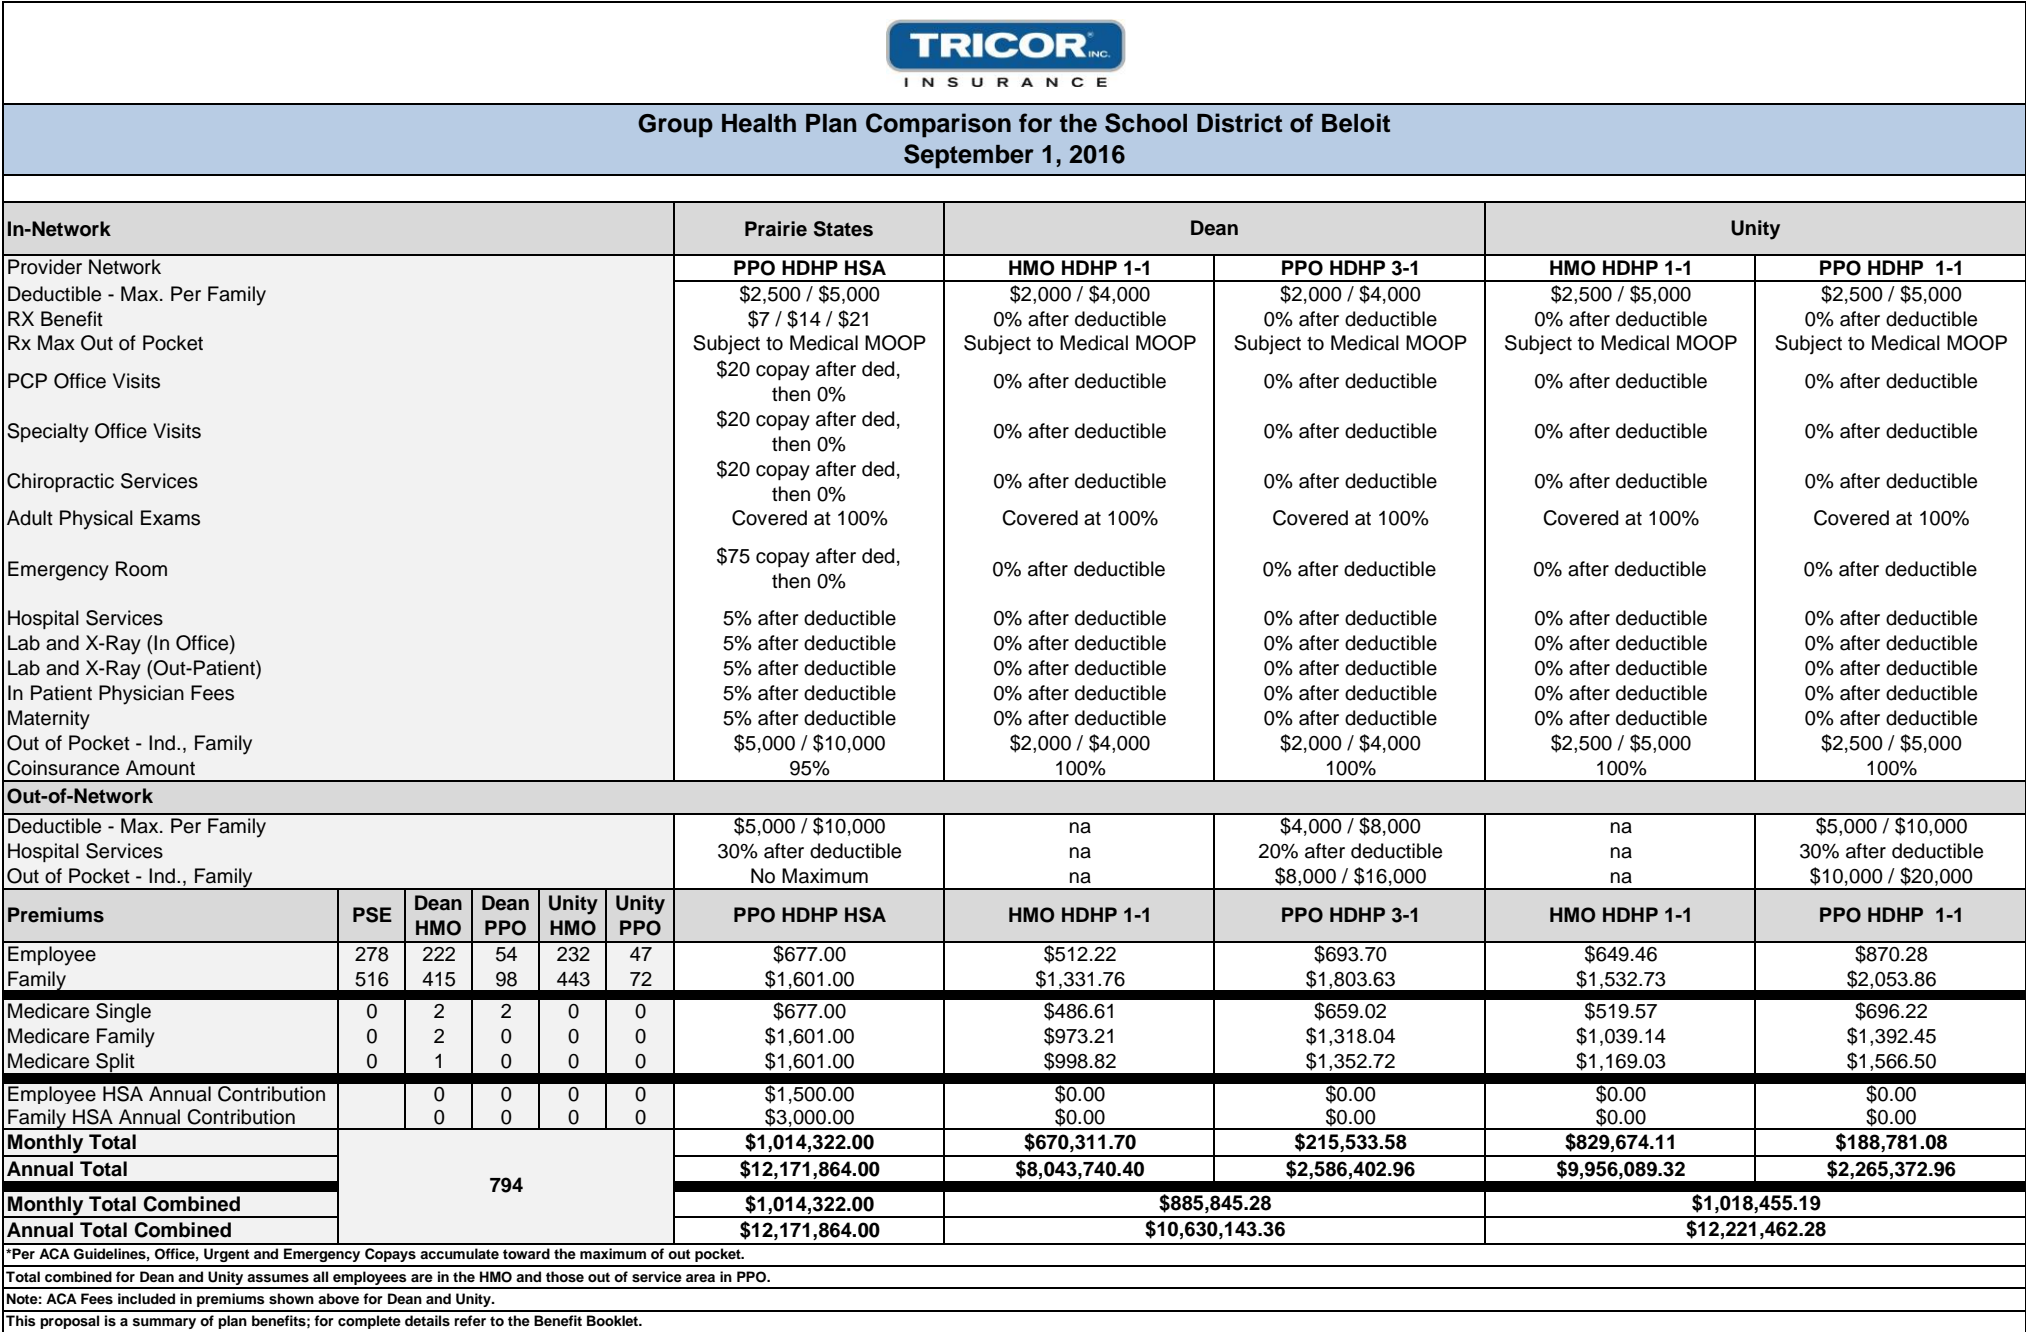 TRICOR INC.
INSURANCE
Group Health Plan Comparison for the School District of Beloit
September 1, 2016
In-Network Prairie States Dean Unity
Provider Network PPO HDHP HSA HMO HDHP 1-1 PPO HDHP 3-1 HMO HDHP 1-1 PPO HDHP 1-1
Deductible - Max. Per Family $2,500 / $5,000 $2,000 / $4,000 $2,000 / $4,000 $2,500 / $5,000 $2,500 / $5,000
RX Benefit $7 / $14 / $21 0% after deductible 0% after deductible 0% after deductible 0% after deductible
Rx Max Out of Pocket Subject to Medical MOOP Subject to Medical MOOP Subject to Medical MOOP Subject to Medical MOOP Subject to Medical MOOP
PCP Office Visits $20 copay after ded, then 0% 0% after deductible 0% after deductible 0% after deductible 0% after deductible
Specialty Office Visits $20 copay after ded, then 0% 0% after deductible 0% after deductible 0% after deductible 0% after deductible
Chiropractic Services $20 copay after ded, then 0% 0% after deductible 0% after deductible 0% after deductible 0% after deductible
Adult Physical Exams Covered at 100% Covered at 100% Covered at 100% Covered at 100% Covered at 100%
Emergency Room $75 copay after ded, then 0% 0% after deductible 0% after deductible 0% after deductible 0% after deductible
Hospital Services 5% after deductible 0% after deductible 0% after deductible 0% after deductible 0% after deductible
Lab and X-Ray (In Office) 5% after deductible 0% after deductible 0% after deductible 0% after deductible 0% after deductible
Lab and X-Ray (Out-Patient) 5% after deductible 0% after deductible 0% after deductible 0% after deductible 0% after deductible
In Patient Physician Fees 5% after deductible 0% after deductible 0% after deductible 0% after deductible 0% after deductible
Maternity 5% after deductible 0% after deductible 0% after deductible 0% after deductible 0% after deductible
Out of Pocket - Ind., Family $5,000 / $10,000 $2,000 / $4,000 $2,000 / $4,000 $2,500 / $5,000 $2,500 / $5,000
Coinsurance Amount 95% 100% 100% 100% 100%
Out-of-Network
Deductible - Max. Per Family $5,000 / $10,000 na $4,000 / $8,000 na $5,000 / $10,000
Hospital Services 30% after deductible na 20% after deductible na 30% after deductible
Out of Pocket - Ind., Family No Maximum na $8,000 / $16,000 na $10,000 / $20,000
Premiums PSE Dean HMO Dean PPO Unity HMO Unity PPO PPO HDHP HSA HMO HDHP 1-1 PPO HDHP 3-1 HMO HDHP 1-1 PPO HDHP 1-1
Employee 278 222 54 232 47 $677.00 $512.22 $693.70 $649.46 $870.28
Family 516 415 98 443 72 $1,601.00 $1,331.76 $1,803.63 $1,532.73 $2,053.86
Medicare Single 0 2 2 0 0 $677.00 $486.61 $659.02 $519.57 $696.22
Medicare Family 0 2 0 0 0 $1,601.00 $973.21 $1,318.04 $1,039.14 $1,392.45
Medicare Split 0 1 0 0 0 $1,601.00 $998.82 $1,352.72 $1,169.03 $1,566.50
Employee HSA Annual Contribution 0 0 0 0 $1,500.00 $0.00 $0.00 $0.00 $0.00
Family HSA Annual Contribution 0 0 0 0 $3,000.00 $0.00 $0.00 $0.00 $0.00
Monthly Total $1,014,322.00 $670,311.70 $215,533.58 $829,674.11 $188,781.08
Annual Total $12,171,864.00 $8,043,740.40 $2,586,402.96 $9,956,089.32 $2,265,372.96
794
Monthly Total Combined $1,014,322.00 $885,845.28 $1,018,455.19
Annual Total Combined $12,171,864.00 $10,630,143.36 $12,221,462.28
*Per ACA Guidelines, Office, Urgent and Emergency Copays accumulate toward the maximum of out pocket.
Total combined for Dean and Unity assumes all employees are in the HMO and those out of service area in PPO.
Note: ACA Fees included in premiums shown above for Dean and Unity.
This proposal is a summary of plan benefits; for complete details refer to the Benefit Booklet.